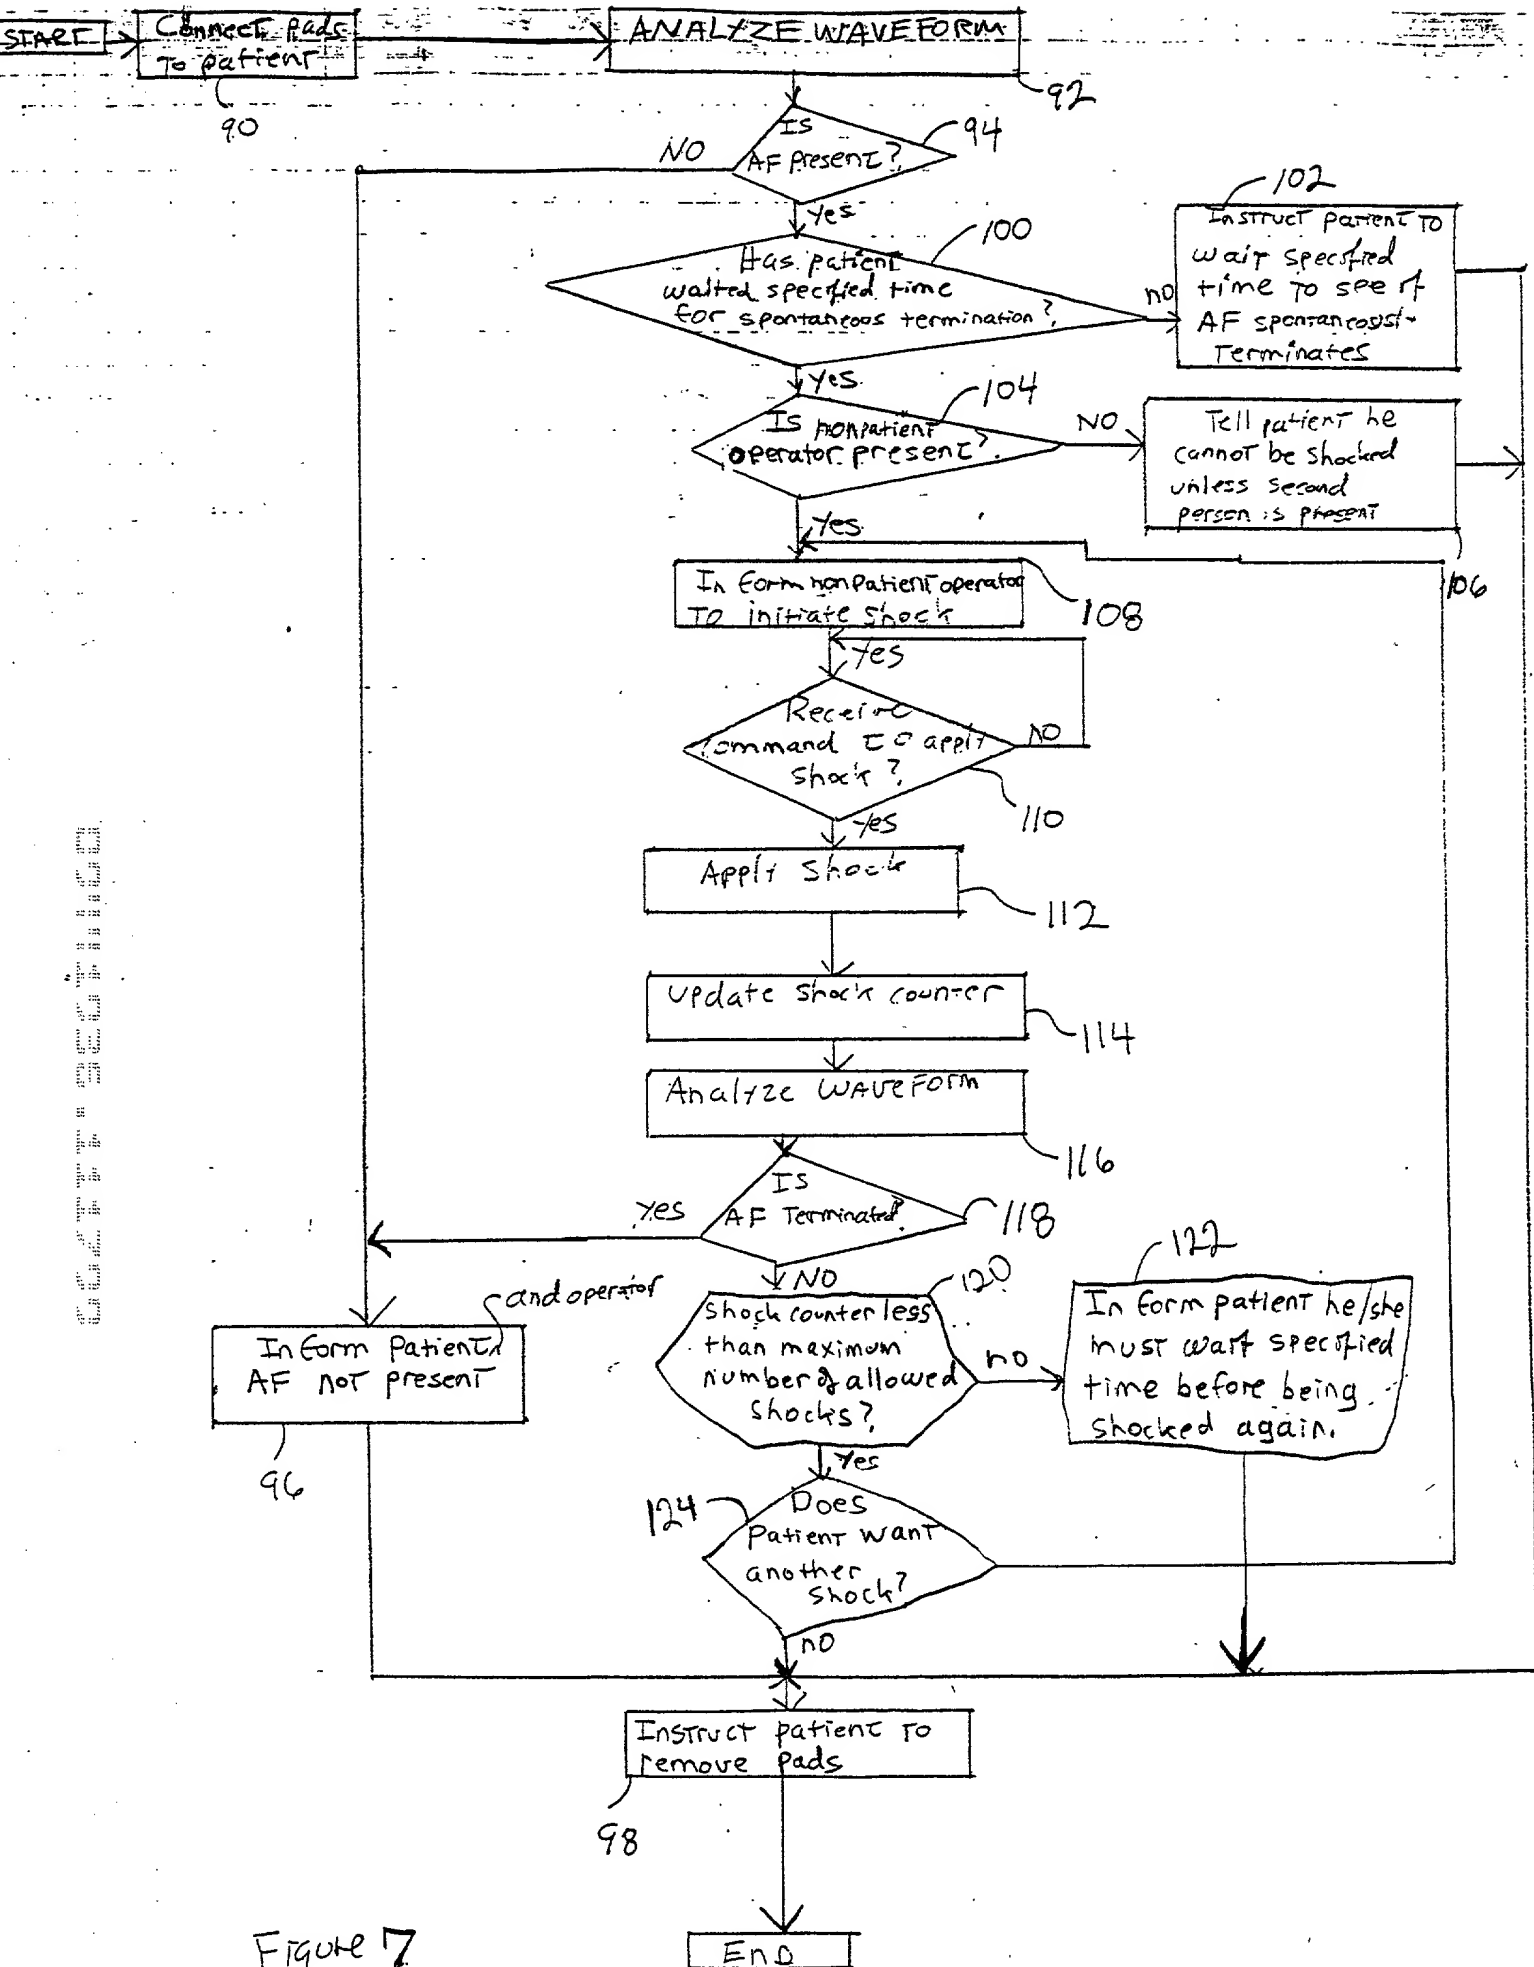 START
Connect Pads
To patient
90
ANALYZE WAVEFORM
92
Is
AF present?
94
NO
Yes
Has patient
waited specified time
for spontaneous termination?
100
no
102
Instruct patient to
wait specified
time to see if
AF
Terminates
Yes
Is nonpatient
operator present?
104
NO
Tell patient he
cannot be shocked
unless second
person is present
106
Yes
Inform nonpatient operator
To initiate shock
108
Yes
Receive
command to apply
shock?
NO
110
Yes
Apply shock
112
update shock counter
114
Analyze WAVEFORM
116
Is
AF Terminated?
118
yes
NO
and operator
Inform Patient
AF not present
96
120
shock counter less
than maximum
number of allowed
shocks?
no
122
Inform patient he/she
must wait specified
time before being
shocked again.
Yes
124
Does
Patient want
another
shock?
no
Instruct patient to
remove pads
98
End
Figure 7